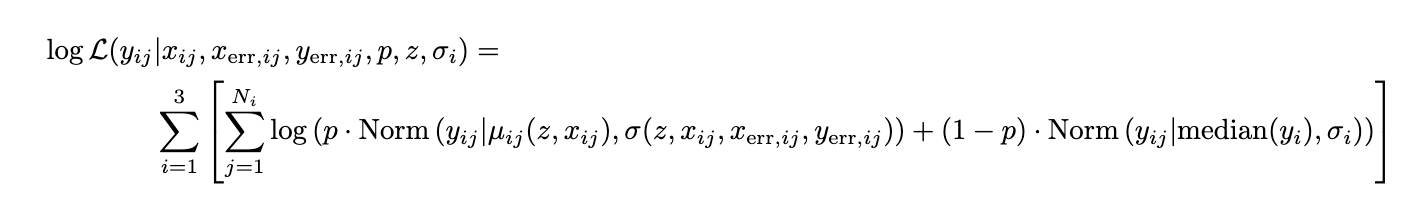 log ℒ(y_{ij}|x_{ij}, x_{err,ij}, y_{err,ij}, p, z, σ_i) =
\sum_{i=1}^{3} [ \sum_{j=1}^{N_i} log (p · Norm (y_{ij}|μ_{ij}(z, x_{ij}), σ(z, x_{ij}, x_{err,ij}, y_{err,ij})) + (1 − p) · Norm (y_{ij}|median(y_i), σ_i)) ]